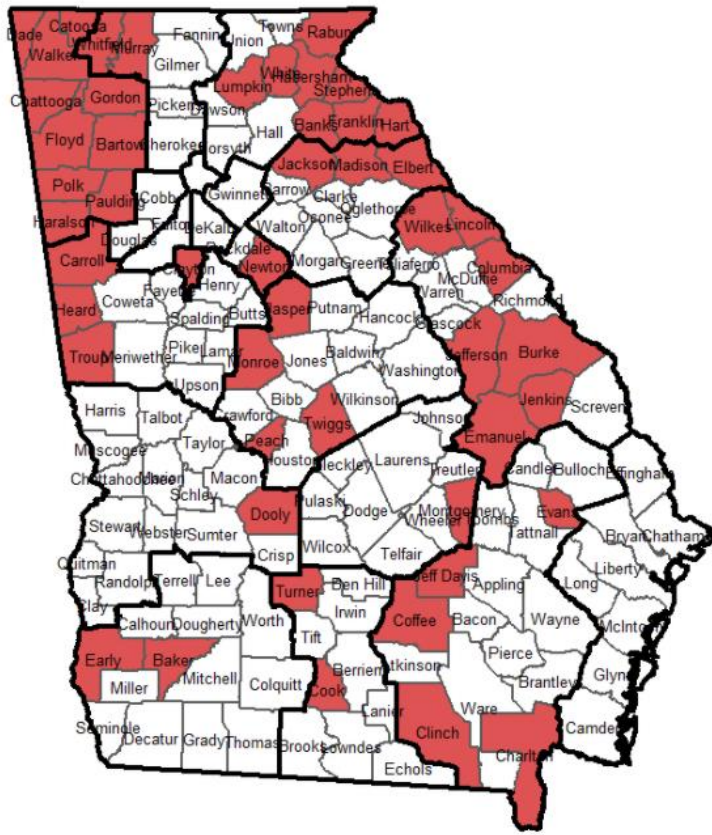 Dade
Catoosa
Walker
Whitfield
Murray
Fannin
Union
Towns
Rabun
Gilmer
Lumpkin
White
Habersham
Stephens
Chattooga
Gordon
Pickens
Dawson
Hall
Banks
Franklin
Hart
Floyd
Bartow
Cherokee
Forsyth
Jackson
Madison
Elbert
Polk
Paulding
Cobb
Gwinnett
Barrow
Clarke
Oconee
Oglethorpe
Wilkes
Lincoln
Haralson
Douglas
Fulton
DeKalb
Walton
Rockdale
Newton
Morgan
Greene
Taliaferro
McDuffie
Columbia
Carroll
Clayton
Fayette
Henry
Warren
Richmond
Heard
Coweta
Spalding
Butts
Jasper
Putnam
Hancock
Glascock
Troup
Meriwether
Pike
Lamar
Monroe
Jones
Baldwin
Washington
Jefferson
Burke
Upson
Bibb
Wilkinson
Jenkins
Screven
Harris
Talbot
Crawford
Peach
Twiggs
Johnson
Emanuel
Muscogee
Taylor
Houston
Bleckley
Laurens
Treutlen
Candler
Bulloch
Effingham
Chattahoochee
Marion
Schley
Macon
Pulaski
Dodge
Wheeler
Montgomery
Toombs
Tattnall
Evans
Bryan
Chatham
Stewart
Webster
Sumter
Dooly
Crisp
Wilcox
Telfair
Liberty
Quitman
Randolph
Terrell
Lee
Turner
Ben Hill
Jeff Davis
Appling
Long
Clay
Calhoun
Dougherty
Worth
Irwin
Coffee
Bacon
Wayne
McIntosh
Tift
Early
Baker
Mitchell
Colquitt
Berrien
Atkinson
Pierce
Brantley
Glynn
Miller
Cook
Lanier
Ware
Camden
Seminole
Decatur
Grady
Thomas
Brooks
Lowndes
Echols
Clinch
Charlton